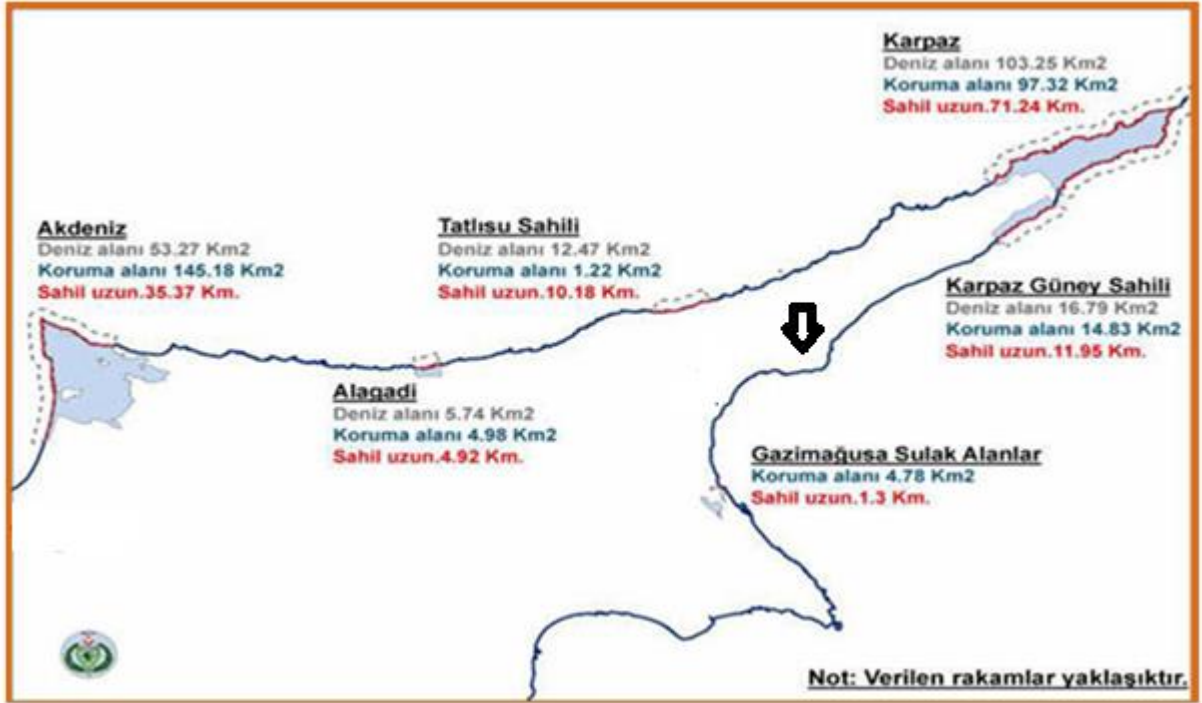 Karpaz
Deniz alanı 103.25 Km2
Koruma alanı 97.32 Km2
Sahil uzun.71.24 Km.
Akdeniz
Deniz alanı 53.27 Km2
Koruma alanı 145.18 Km2
Sahil uzun.35.37 Km.
Tatlısu Sahili
Deniz alanı 12.47 Km2
Koruma alanı 1.22 Km2
Sahil uzun.10.18 Km.
Karpaz Güney Sahili
Deniz alanı 16.79 Km2
Koruma alanı 14.83 Km2
Sahil uzun.11.95 Km.
Alagadi
Deniz alanı 5.74 Km2
Koruma alanı 4.98 Km2
Sahil uzun.4.92 Km.
Gazimağusa Sulak Alanlar
Koruma alanı 4.78 Km2
Sahil uzun.1.3 Km.
Not: Verilen rakamlar yaklaşıktır.